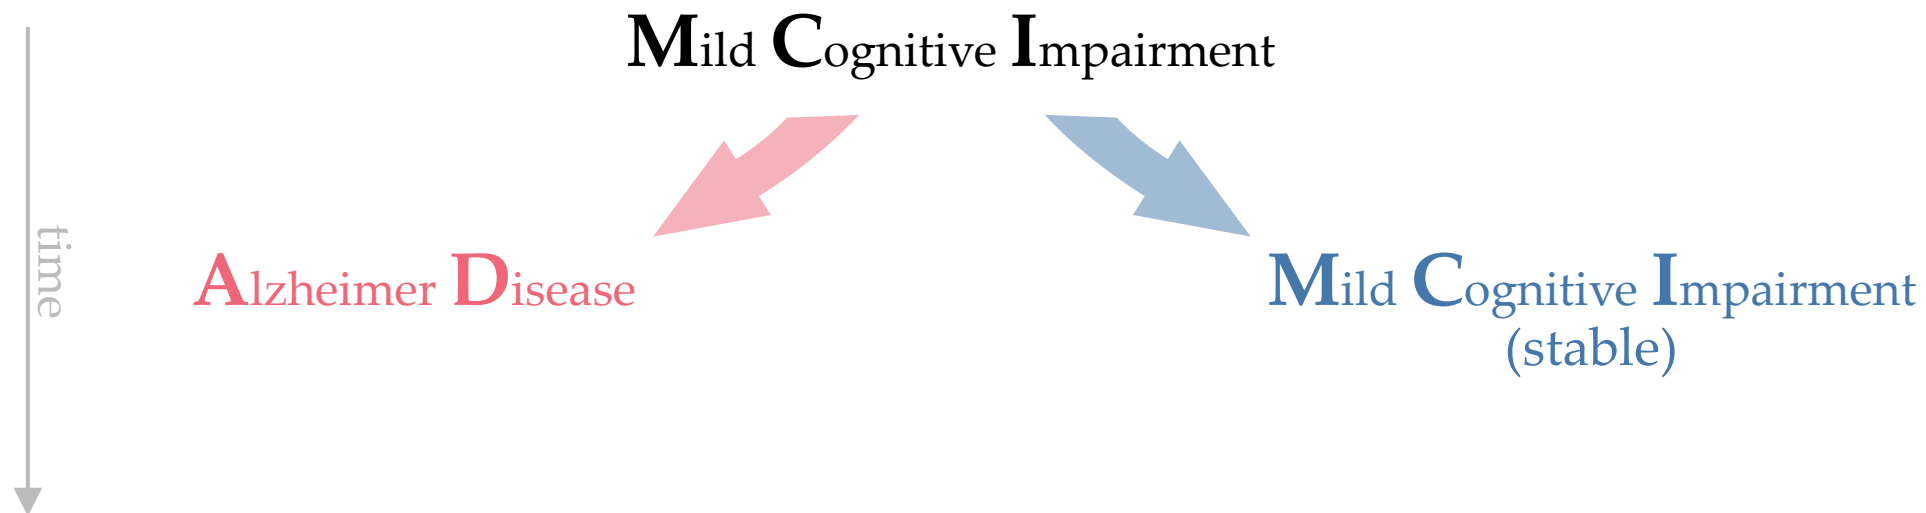 Mild Cognitive Impairment
time
Alzheimer Disease
Mild Cognitive Impairment
(stable)